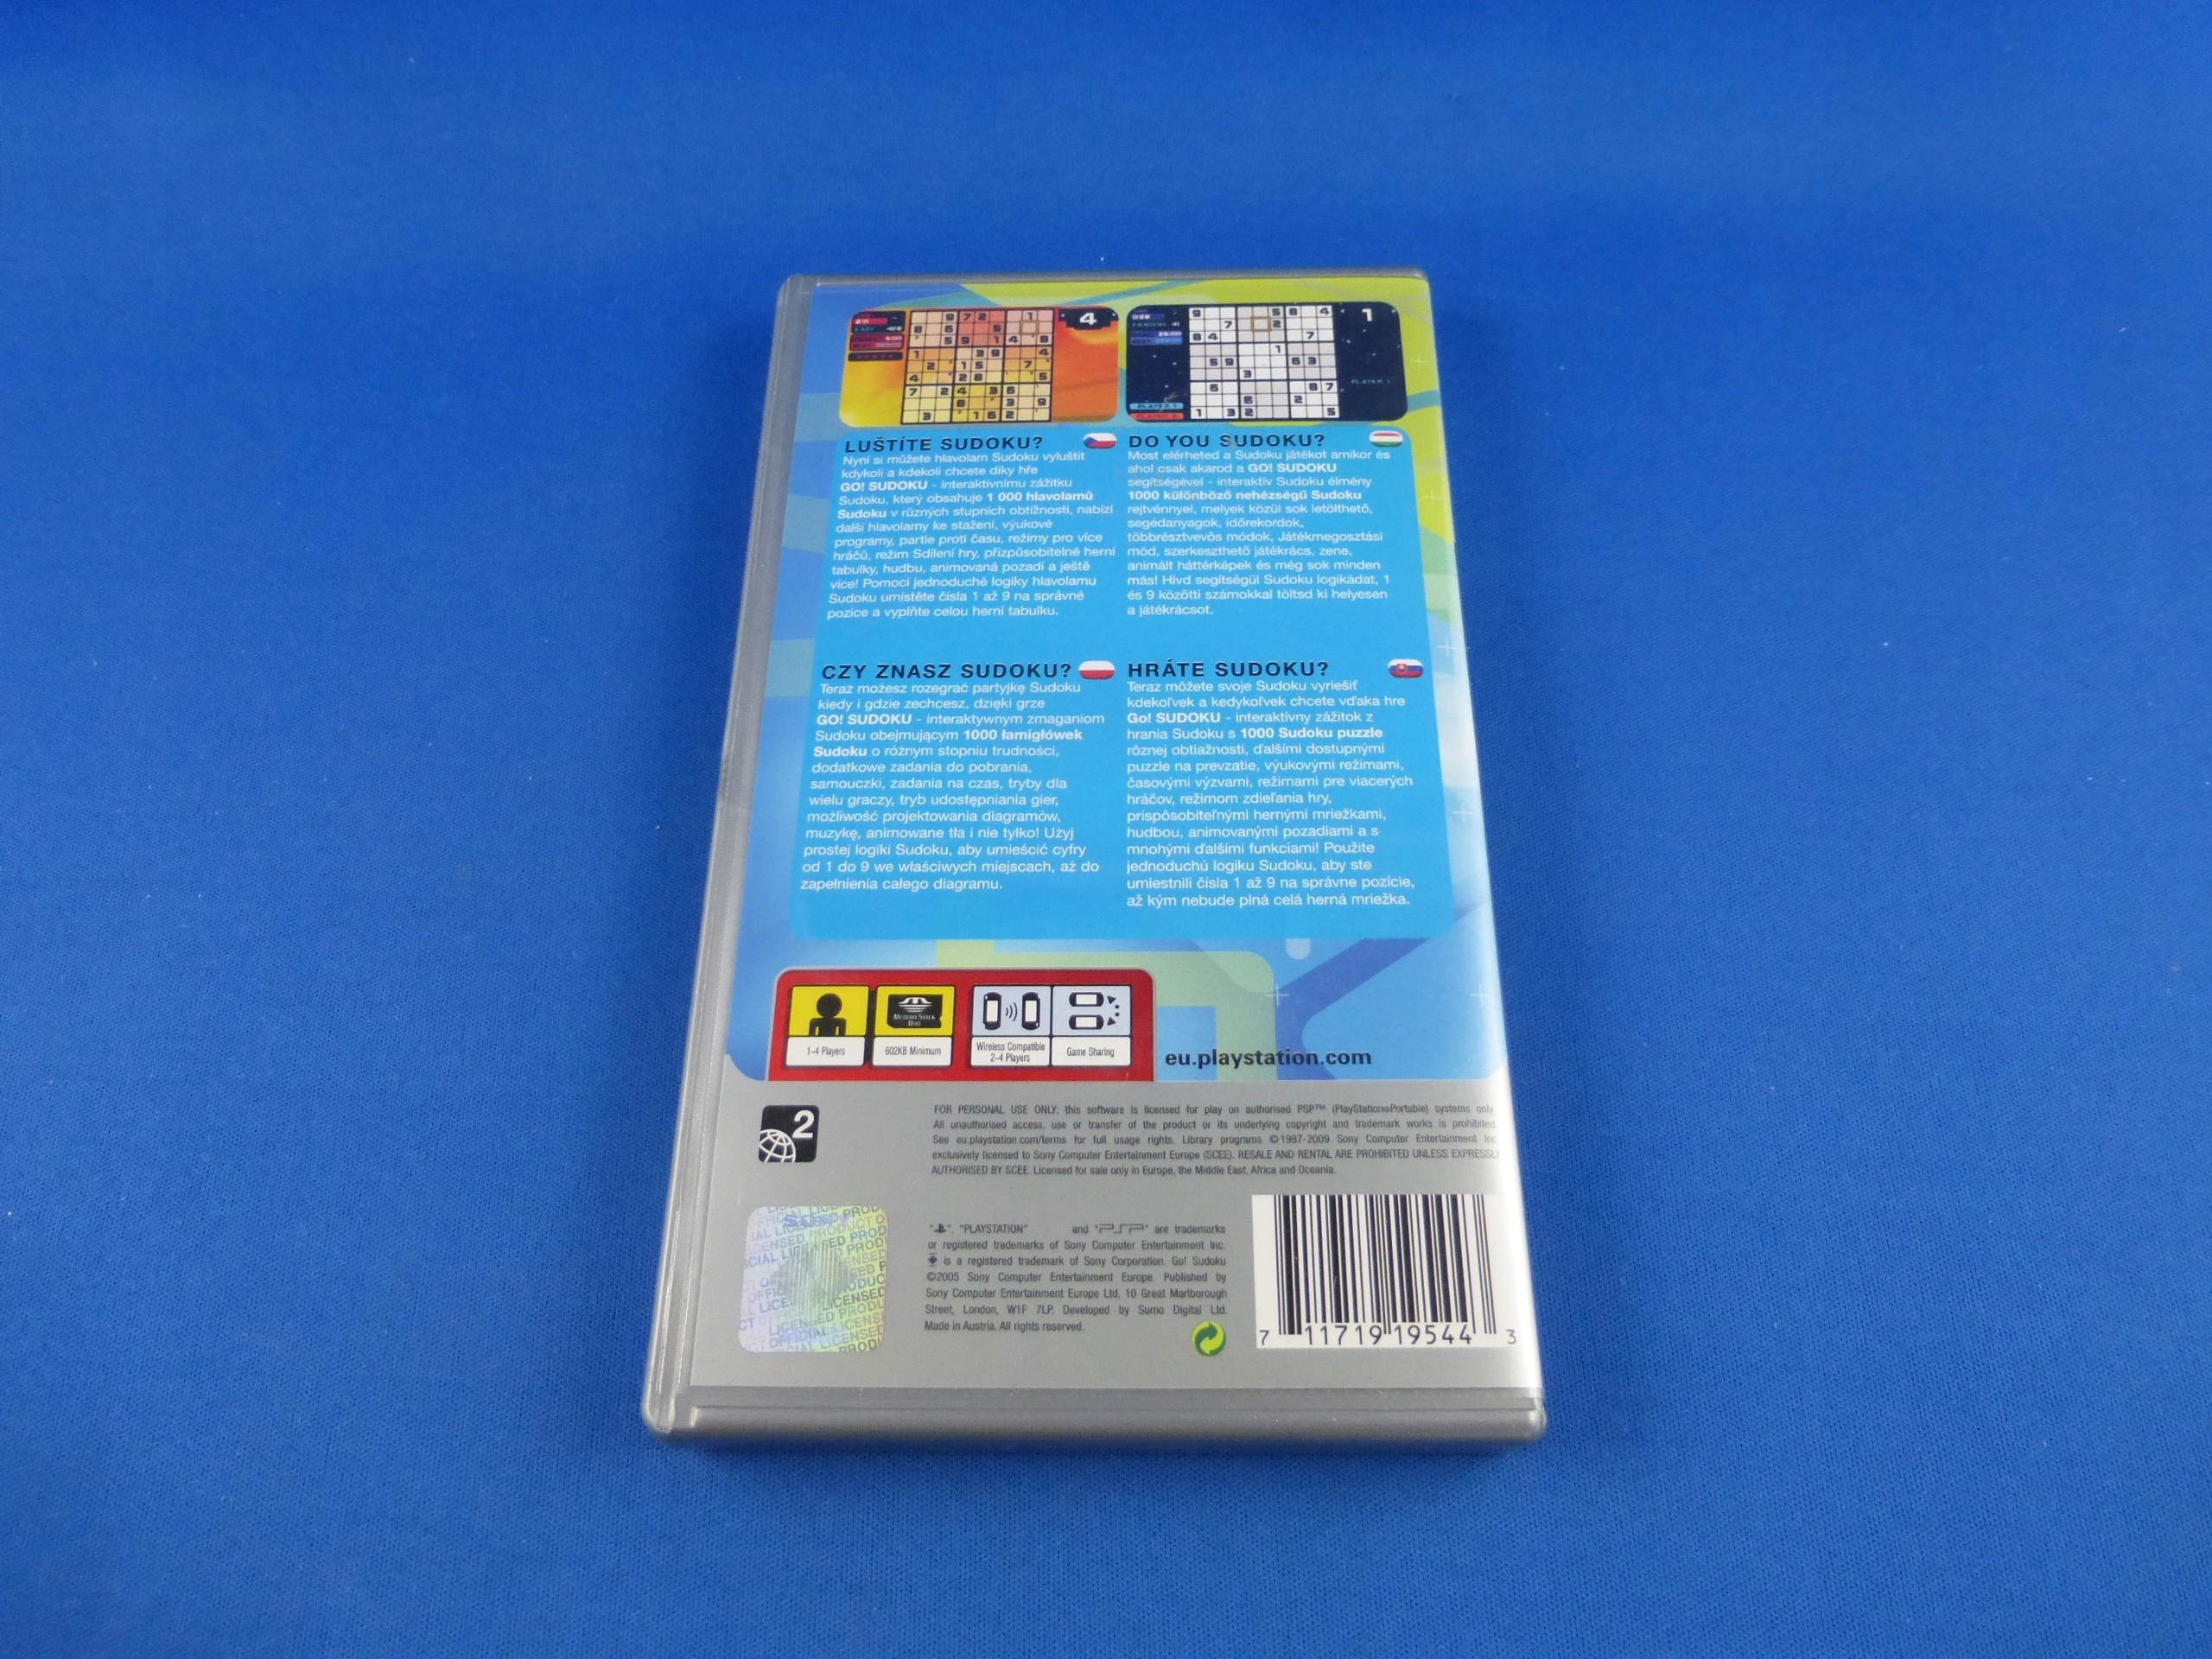 4
1
LUŠTÍTE SUDOKU?
Nyní si můžete hlavolam Sudoku vyluštit
kdykoli a kdekoli chcete díky hře
GO! SUDOKU - interaktivnímu zážitku
Sudoku, který obsahuje 1 000 hlavolamů
Sudoku v různých stupních obtížnosti, nabízí
další hlavolamy ke stažení, výukové
programy, partie proti času, režimy pro více
hráčů, režim Sdílení hry, přizpůsobitelné herní
tabulky, hudbu, animovaná pozadí a ještě
více! Pomocí jednoduché logiky hlavolamu
Sudoku umístěte čísla 1 až 9 na správné
pozice a vyplňte celou herní tabulku.
DO YOU SUDOKU?
Most elérheted a Sudoku játékot amikor és
ahol csak akarod a GO! SUDOKU
segítségével - interaktív Sudoku élmény
1000 különböző nehézségű Sudoku
rejtvénnyel, melyek közül sok letölthető,
segédanyagok, időrekordok,
többrésztvevős módok, Játékmegosztási
mód, szerkeszthető játékrács, zene,
animált háttérképek és még sok minden
más! Hívd segítségül Sudoku logikádat, 1
és 9 közötti számokkal töltsd ki helyesen
a játékrácsot.
CZY ZNASZ SUDOKU?
Teraz możesz rozegrać partyjkę Sudoku
kiedy i gdzie zechcesz, dzięki grze
GO! SUDOKU - interaktywnym zmaganiom
Sudoku obejmującym 1000 łamigłówek
Sudoku o różnym stopniu trudności,
dodatkowe zadania do pobrania,
samouczki, zadania na czas, tryby dla
wielu graczy, tryb udostępniania gier,
możliwość projektowania diagramów,
muzykę, animowane tła i nie tylko! Użyj
prostej logiki Sudoku, aby umieścić cyfry
od 1 do 9 we właściwych miejscach, aż do
zapełnienia całego diagramu.
HRÁTE SUDOKU?
Teraz môžete svoje Sudoku vyriešiť
kdekoľvek a kedykoľvek chcete vďaka hre
Go! SUDOKU - interaktívny zážitok z
hrania Sudoku s 1000 Sudoku puzzle
rôznej obtiažnosti, ďalšími dostupnými
puzzle na prevzatie, výukovými režimami,
časovými výzvami, režimami pre viacerých
hráčov, režimom zdieľania hry,
prispôsobiteľnými hernými mriežkami,
hudbou, animovanými pozadiami a s
mnohými ďalšími funkciami! Použite
jednoduchú logiku Sudoku, aby ste
umiestnili čísla 1 až 9 na správne pozície,
až kým nebude plná celá herná mriežka.
MEMORY STICK
DUO
1-4 Players
602KB Minimum
Wireless Compatible
2-4 Players
Game Sharing
eu.playstation.com
2
FOR PERSONAL USE ONLY: this software is licensed for play on authorised PSP™ (PlayStation®Portable) systems only.
All unauthorised access, use or transfer of the product or its underlying copyright and trademark works is prohibited.
See eu.playstation.com/terms for full usage rights. Library programs ©1997-2009 Sony Computer Entertainment Inc.
exclusively licensed to Sony Computer Entertainment Europe (SCEE). RESALE AND RENTAL ARE PROHIBITED UNLESS EXPRESSLY
AUTHORISED BY SCEE. Licensed for sale only in Europe, the Middle East, Africa and Oceania.
"PLAYSTATION" and "PSP" are trademarks
or registered trademarks of Sony Computer Entertainment Inc.
is a registered trademark of Sony Corporation. Go! Sudoku
©2005 Sony Computer Entertainment Europe. Published by
Sony Computer Entertainment Europe Ltd, 10 Great Marlborough
Street, London, W1F 7LP. Developed by Sumo Digital Ltd.
Made in Austria. All rights reserved.
SONY
OFFICIAL LICENSED PRODUCT
7 11719 19544 3